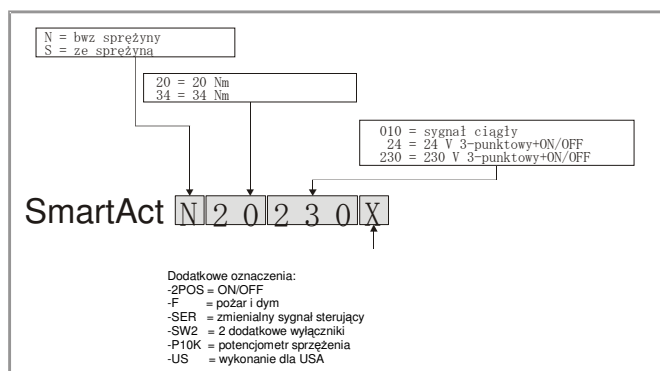 N = bwz sprężyny
S = ze sprężyną
20 = 20 Nm
34 = 34 Nm
010 = sygnał ciągły
24 = 24 V 3-punktowy+ON/OFF
230 = 230 V 3-punktowy+ON/OFF
SmartAct N 2 0 2 3 0 X
Dodatkowe oznaczenia:
-2POS = ON/OFF
-F = pożar i dym
-SER = zmienialny sygnał sterujący
-SW2 = 2 dodatkowe wyłączniki
-P10K = potencjometr sprzężenia
-US = wykonanie dla USA